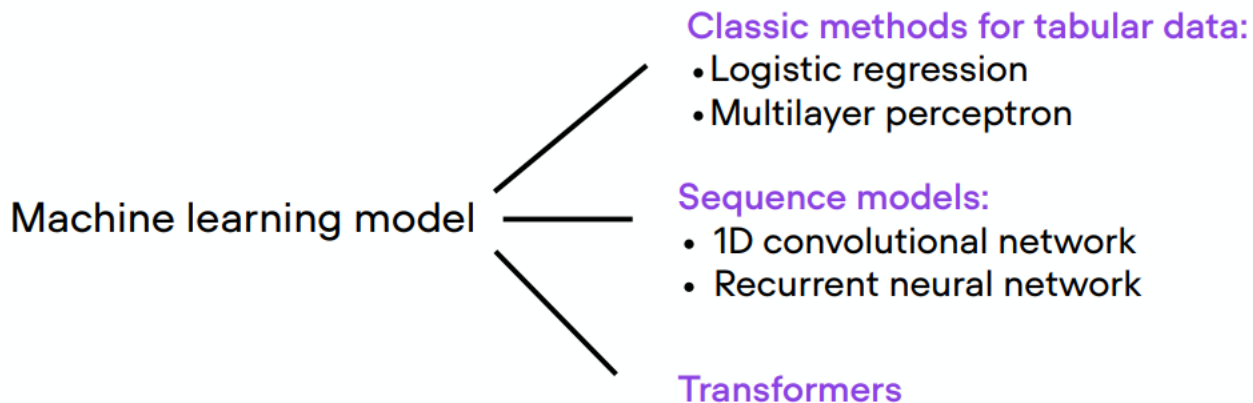 Classic methods for tabular data:
•Logistic regression
•Multilayer perceptron
Machine learning model
Sequence models:
• 1D convolutional network
• Recurrent neural network
Transformers